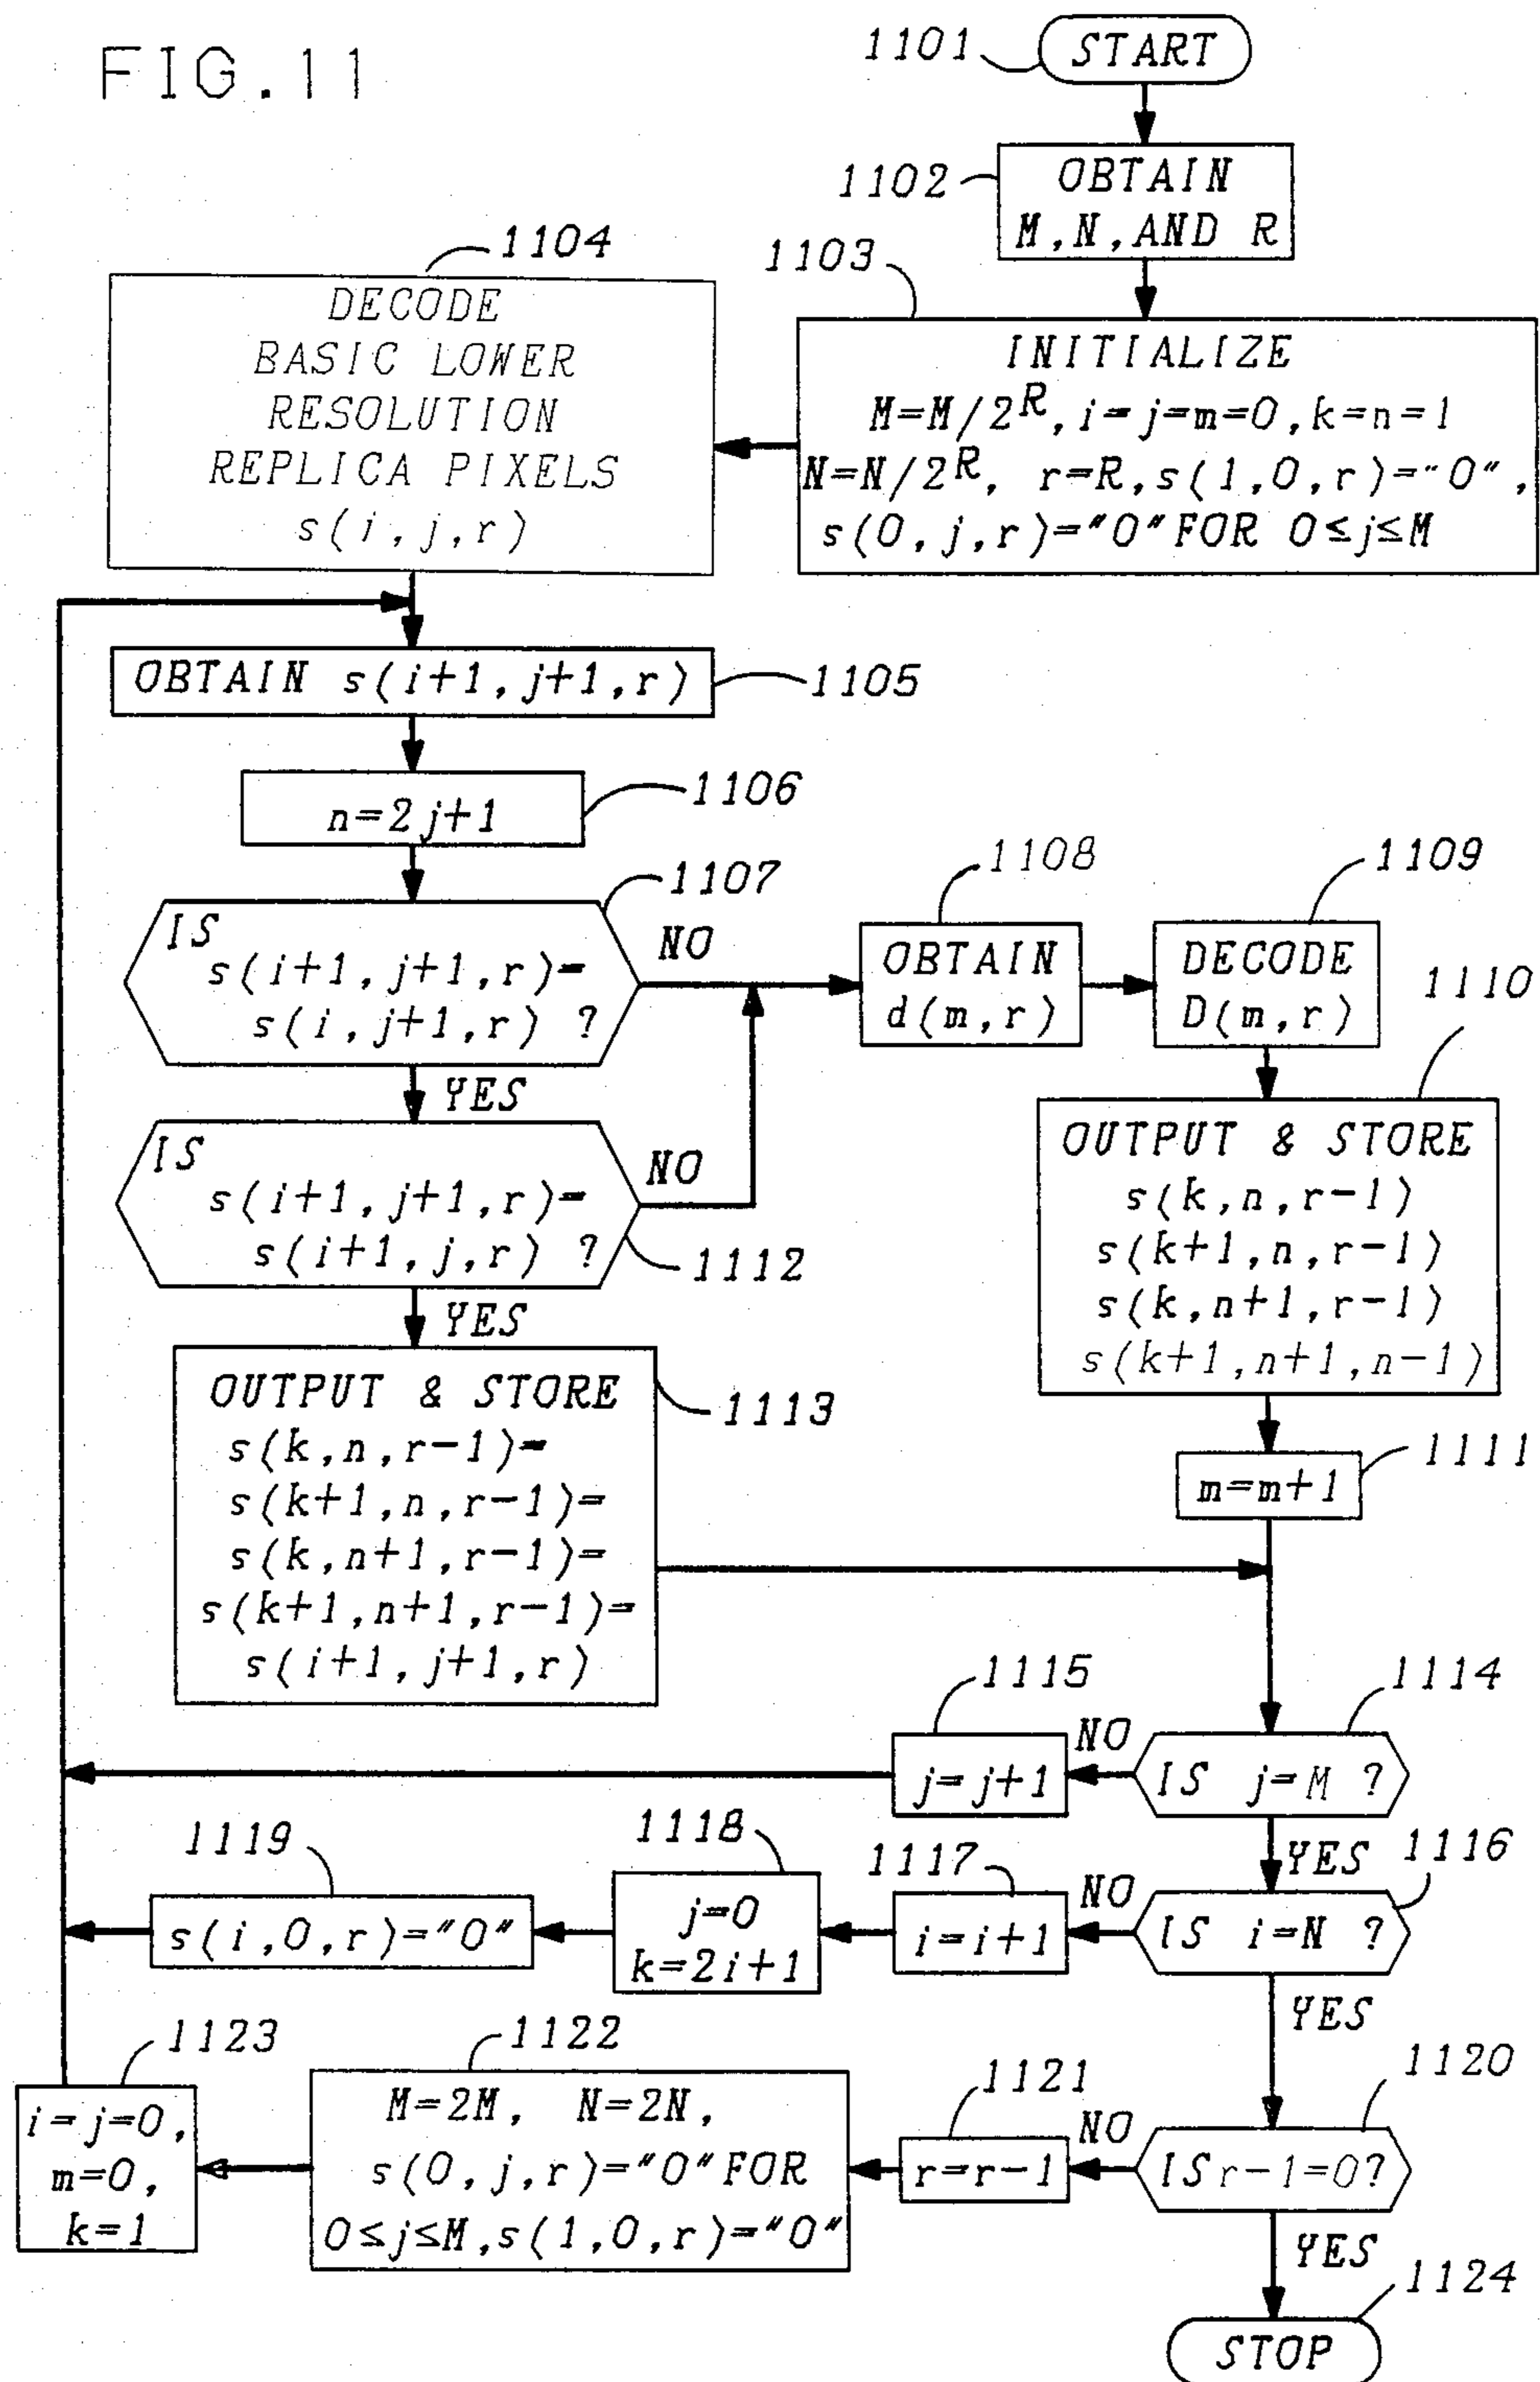 FIG.11
1101
START
1102
OBTAIN
M,N,AND R
1103
INITIALIZE
M=M/2^R,i=j=m=0,k=n=1
N=N/2^R, r=R,s(1,0,r)="0",
s(0,j,r)="0"FOR 0≤j≤M
1104
DECODE
BASIC LOWER
RESOLUTION
REPLICA PIXELS
s(i,j,r)
OBTAIN s(i+1,j+1,r)
1105
n=2j+1
1106
1107
IS
s(i+1,j+1,r)=
s(i,j+1,r) ?
NO
YES
1108
OBTAIN
d(m,r)
1109
DECODE
D(m,r)
1110
OUTPUT & STORE
s(k,n,r-1)
s(k+1,n,r-1)
s(k,n+1,r-1)
s(k+1,n+1,n-1)
1111
m=m+1
IS
s(i+1,j+1,r)=
s(i+1,j,r) ?
NO
1112
YES
OUTPUT & STORE
s(k,n,r-1)=
s(k+1,n,r-1)=
s(k,n+1,r-1)=
s(k+1,n+1,r-1)=
s(i+1,j+1,r)
1113
1114
IS j=M ?
NO
1115
j=j+1
YES
1116
IS i=N ?
NO
1117
i=i+1
1118
j=0
k=2i+1
1119
s(i,0,r)="0"
YES
1120
IS r-1=0?
NO
1121
r=r-1
1122
M=2M, N=2N,
s(0,j,r)="0"FOR
0≤j≤M,s(1,0,r)="0"
1123
i=j=0,
m=0,
k=1
YES
1124
STOP